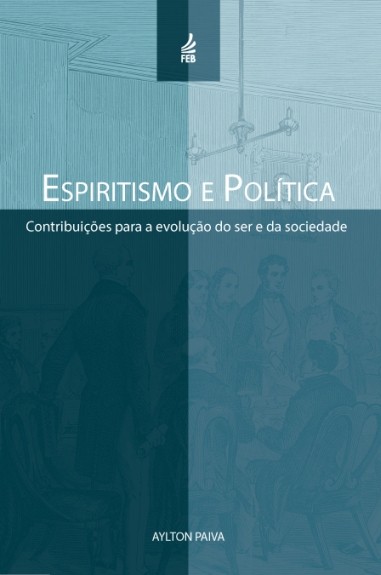 FEB
ESPIRITISMO E POLÍTICA
Contribuições para a evolução do ser e da sociedade
AYLTON PAIVA